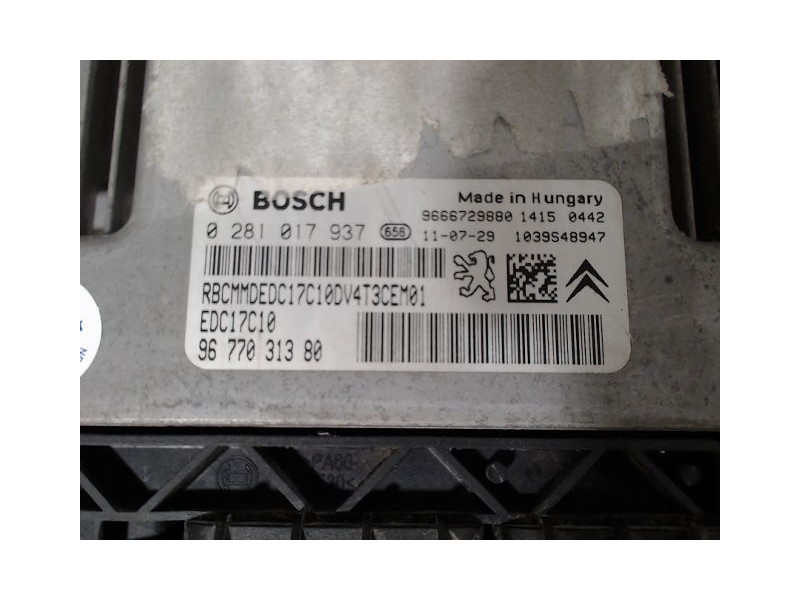 BOSCH
Made in Hungary
9666729880 1415 0442
0 281 017 937 656 11-07-29 1039S48947
RBCMMDEDC17C10DV4T3CEM01
EDC17C10
96 770 313 80